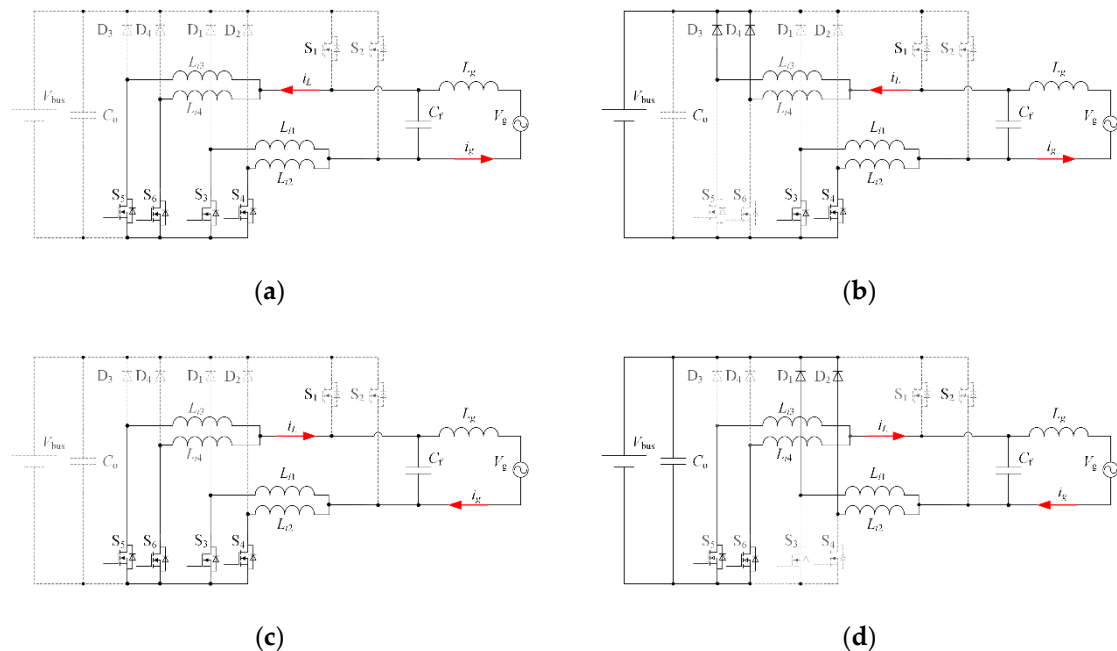 D₃ D₄ D₁ D₂ S₁ S₂
Lᵢ₃ iL Lg
Vbus Co Lᵢ₄ Cf Vg
Lᵢ₁
Lᵢ₂ ig
S₅ S₆ S₃ S₄
(a)
D₃ D₄ D₁ D₂ S₁ S₂
Lᵢ₃ iL Lg
Vbus Co Lᵢ₄ Cf Vg
Lᵢ₁
Lᵢ₂ ig
S₅ S₆ S₃ S₄
(b)
D₃ D₄ D₁ D₂ S₁ S₂
Lᵢ₃ iL Lg
Vbus Co Lᵢ₄ Cf Vg
Lᵢ₁
Lᵢ₂ ig
S₅ S₆ S₃ S₄
(c)
D₃ D₄ D₁ D₂ S₁ S₂
Lᵢ₃ iL Lg
Vbus Co Lᵢ₄ Cf Vg
Lᵢ₁
Lᵢ₂ ig
S₅ S₆ S₃ S₄
(d)